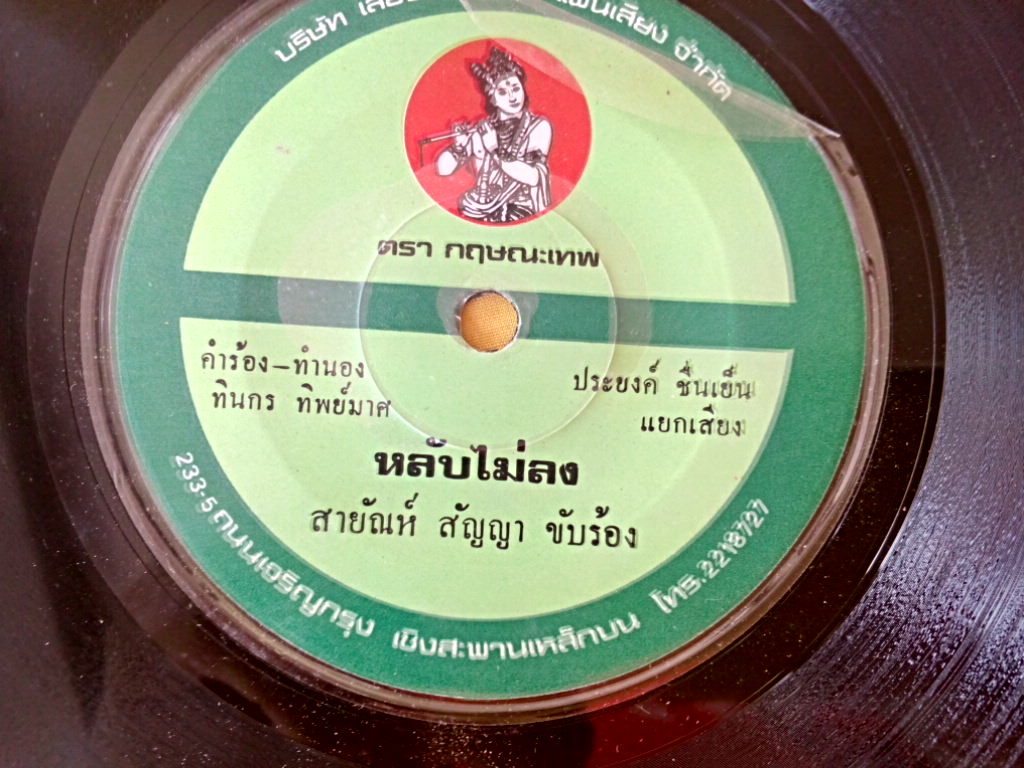 บริษัท แผ่นเสียง จำกัด
ตรา กฤษณะเทพ
คำร้อง-ทำนอง
ทินกร ทิพย์มาศ
ประยงค์ ชื่นเย็น
แยกเสียง
หลับไม่ลง
สายัณห์ สัญญา ขับร้อง
233-5 ถนนเจริญกรุง เชิงสะพานเหล็กบน โทร.2218727